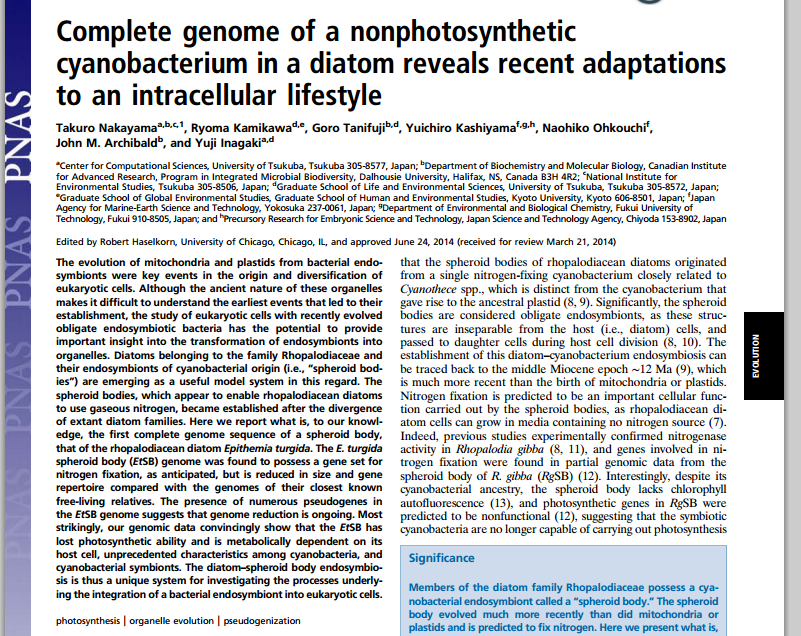 PNAS
PNAS
PNAS
PNAS
PNAS
Complete genome of a nonphotosynthetic
cyanobacterium in a diatom reveals recent adaptations
to an intracellular lifestyle
Takuro Nakayamaa,b,c,1, Ryoma Kamikawad,e, Goro Tanifujib,d, Yuichiro Kashiyamaf,g,h, Naohiko Ohkouchif,
John M. Archibaldb, and Yuji Inagakia,d
aCenter for Computational Sciences, University of Tsukuba, Tsukuba 305-8577, Japan; bDepartment of Biochemistry and Molecular Biology, Canadian Institute
for Advanced Research, Program in Integrated Microbial Biodiversity, Dalhousie University, Halifax, NS, Canada B3H 4R2; cNational Institute for
Environmental Studies, Tsukuba 305-8506, Japan; dGraduate School of Life and Environmental Sciences, University of Tsukuba, Tsukuba 305-8572, Japan;
eGraduate School of Global Environmental Studies, Graduate School of Human and Environmental Studies, Kyoto University, Kyoto 606-8501, Japan; fJapan
Agency for Marine-Earth Science and Technology, Yokosuka 237-0061, Japan; gDepartment of Environmental and Biological Chemistry, Fukui University of
Technology, Fukui 910-8505, Japan; and hPrecursory Research for Embryonic Science and Technology, Japan Science and Technology Agency, Chiyoda 153-8902, Japan
Edited by Robert Haselkorn, University of Chicago, Chicago, IL, and approved June 24, 2014 (received for review March 21, 2014)
The evolution of mitochondria and plastids from bacterial endo-
symbionts were key events in the origin and diversification of
eukaryotic cells. Although the ancient nature of these organelles
makes it difficult to understand the earliest events that led to their
establishment, the study of eukaryotic cells with recently evolved
obligate endosymbiotic bacteria has the potential to provide
important insight into the transformation of endosymbionts into
organelles. Diatoms belonging to the family Rhopalodiaceae and
their endosymbionts of cyanobacterial origin (i.e., “spheroid bod-
ies”) are emerging as a useful model system in this regard. The
spheroid bodies, which appear to enable rhopalodiacean diatoms
to use gaseous nitrogen, became established after the divergence
of extant diatom families. Here we report what is, to our knowl-
edge, the first complete genome sequence of a spheroid body,
that of the rhopalodiacean diatom Epithemia turgida. The E. turgida
spheroid body (EtSB) genome was found to possess a gene set for
nitrogen fixation, as anticipated, but is reduced in size and gene
repertoire compared with the genomes of their closest known
free-living relatives. The presence of numerous pseudogenes in
the EtSB genome suggests that genome reduction is ongoing. Most
strikingly, our genomic data convincingly show that the EtSB has
lost photosynthetic ability and is metabolically dependent on its
host cell, unprecedented characteristics among cyanobacteria, and
cyanobacterial symbionts. The diatom–spheroid body endosymbio-
sis is thus a unique system for investigating the processes underly-
ing the integration of a bacterial endosymbiont into eukaryotic cells.
photosynthesis | organelle evolution | pseudogenization
that the spheroid bodies of rhopalodiacean diatoms originated
from a single nitrogen-fixing cyanobacterium closely related to
Cyanothece spp., which is distinct from the cyanobacterium that
gave rise to the ancestral plastid (8, 9). Significantly, the spheroid
bodies are considered obligate endosymbionts, as these struc-
tures are inseparable from the host (i.e., diatom) cells, and
passed to daughter cells during host cell division (8, 10). The
establishment of this diatom–cyanobacterium endosymbiosis can
be traced back to the middle Miocene epoch ~12 Ma (9), which
is much more recent than the birth of mitochondria or plastids.
Nitrogen fixation is predicted to be an important cellular func-
tion carried out by the spheroid bodies, as rhopalodiacean di-
atom cells can grow in media containing no nitrogen source (7).
Indeed, previous studies experimentally confirmed nitrogenase
activity in Rhopalodia gibba (8, 11), and genes involved in ni-
trogen fixation were found in partial genomic data from the
spheroid body of R. gibba (RgSB) (12). Interestingly, despite its
cyanobacterial ancestry, the spheroid body lacks chlorophyll
autofluorescence (13), and photosynthetic genes in RgSB were
predicted to be nonfunctional (12), suggesting that the symbiotic
cyanobacteria are no longer capable of carrying out photosynthesis
Significance
Members of the diatom family Rhopalodiaceae possess a cya-
nobacterial endosymbiont called a “spheroid body.” The spheroid
body evolved much more recently than did mitochondria or
plastids and is predicted to fix nitrogen. Here we present what is,
EVOLUTION